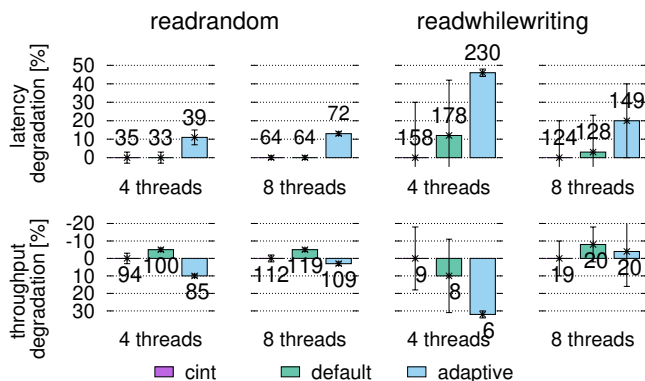 readrandom readwhilewriting
latency
degradation [%]
50
40
30
20
10
0
35 33 39
64 64 72
158 178 230
124 128 149
4 threads 8 threads 4 threads 8 threads
throughput
degradation [%]
-20
-10
0
10
20
30
94 100 85
112 119 109
9 8 6
19 20 20
4 threads 8 threads 4 threads 8 threads
cint default adaptive